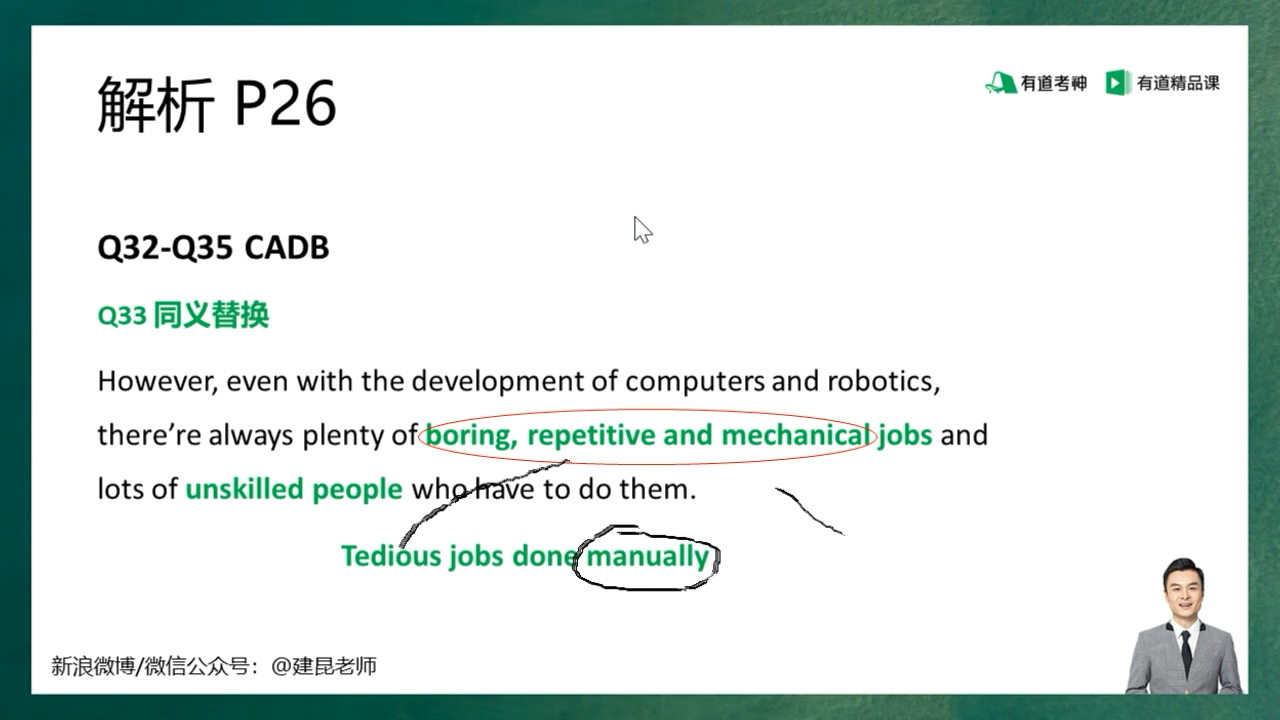 解析 P26
有道考神
有道精品课
Q32-Q35 CADB
Q33 同义替换
However, even with the development of computers and robotics,
there’re always plenty of boring, repetitive and mechanical jobs and
lots of unskilled people who have to do them.
Tedious jobs done manually
新浪微博/微信公众号：@建昆老师